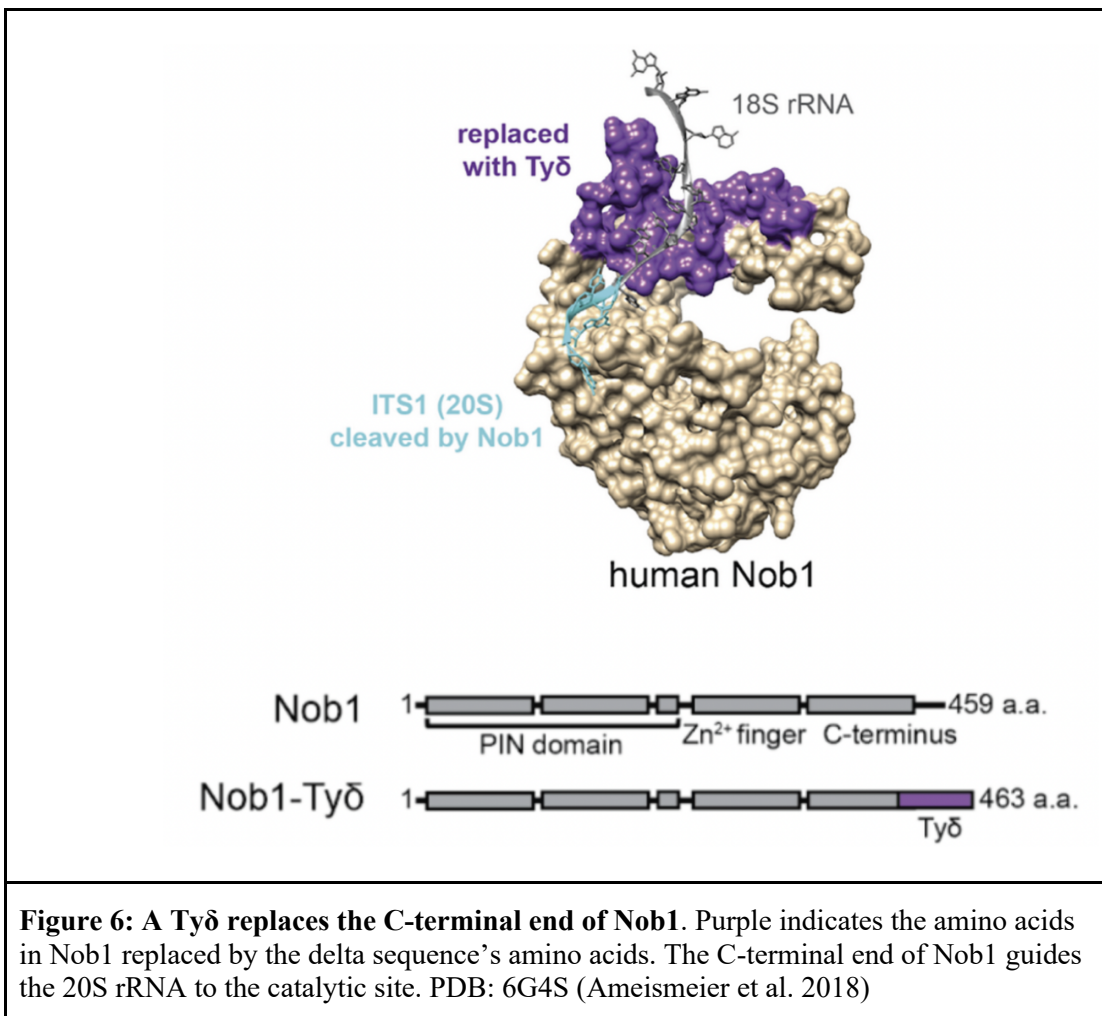 18S rRNA
replaced
with Tyδ
ITS1 (20S)
cleaved by Nob1
human Nob1
Nob1 1 459 a.a.
PIN domain Zn²⁺ finger C-terminus
Nob1-Tyδ 1 463 a.a.
Tyδ
Figure 6: A Tyδ replaces the C-terminal end of Nob1. Purple indicates the amino acids
in Nob1 replaced by the delta sequence’s amino acids. The C-terminal end of Nob1 guides
the 20S rRNA to the catalytic site. PDB: 6G4S (Ameismeier et al. 2018)